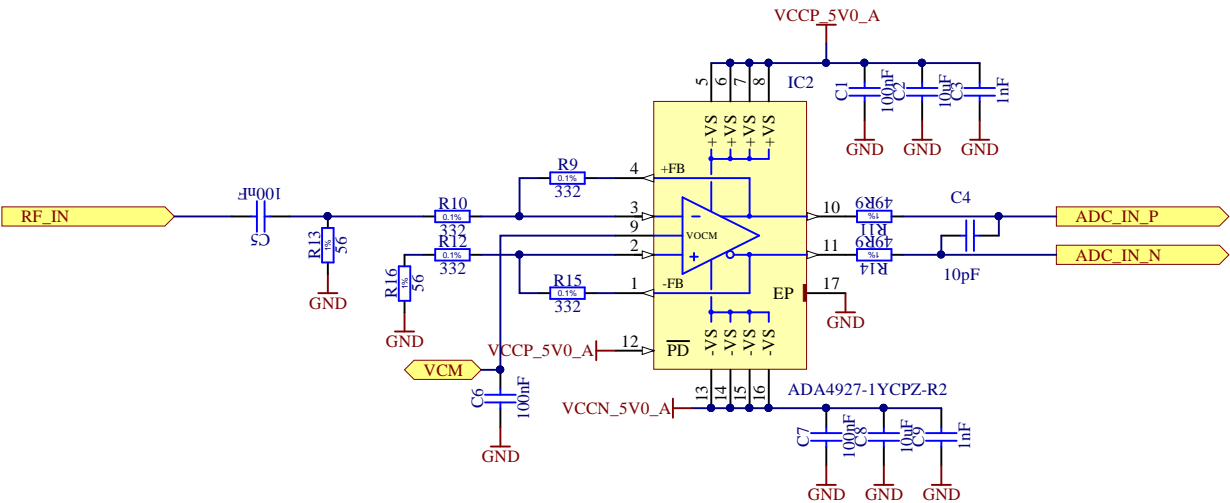 VCCP_5V0_A
5
6
7
8
IC2
C1
100nF
C2
10uF
C3
1nF
GND
GND
GND
+VS
+VS
+VS
+VS
R9
0.1%
332
4
+FB
100nF
C5
RF_IN
R10
0.1%
332
3
10
49R9
1%
R11
C4
ADC_IN_P
R13
1%
56
9
VOCM
R12
0.1%
332
2
11
49R9
1%
R14
10pF
ADC_IN_N
R16
1%
56
R15
0.1%
332
1
-FB
EP
17
GND
GND
GND
VCCP_5V0_A
12
PD
-VS
-VS
-VS
-VS
VCM
C6
100nF
13
14
15
16
ADA4927-1YCPZ-R2
VCCN_5V0_A
GND
C7
100nF
C8
10uF
C9
1nF
GND
GND
GND